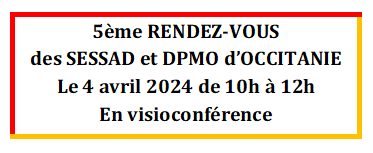 5ème RENDEZ-VOUS
des SESSAD et DPMO d’OCCITANIE
Le 4 avril 2024 de 10h à 12h
En visioconférence